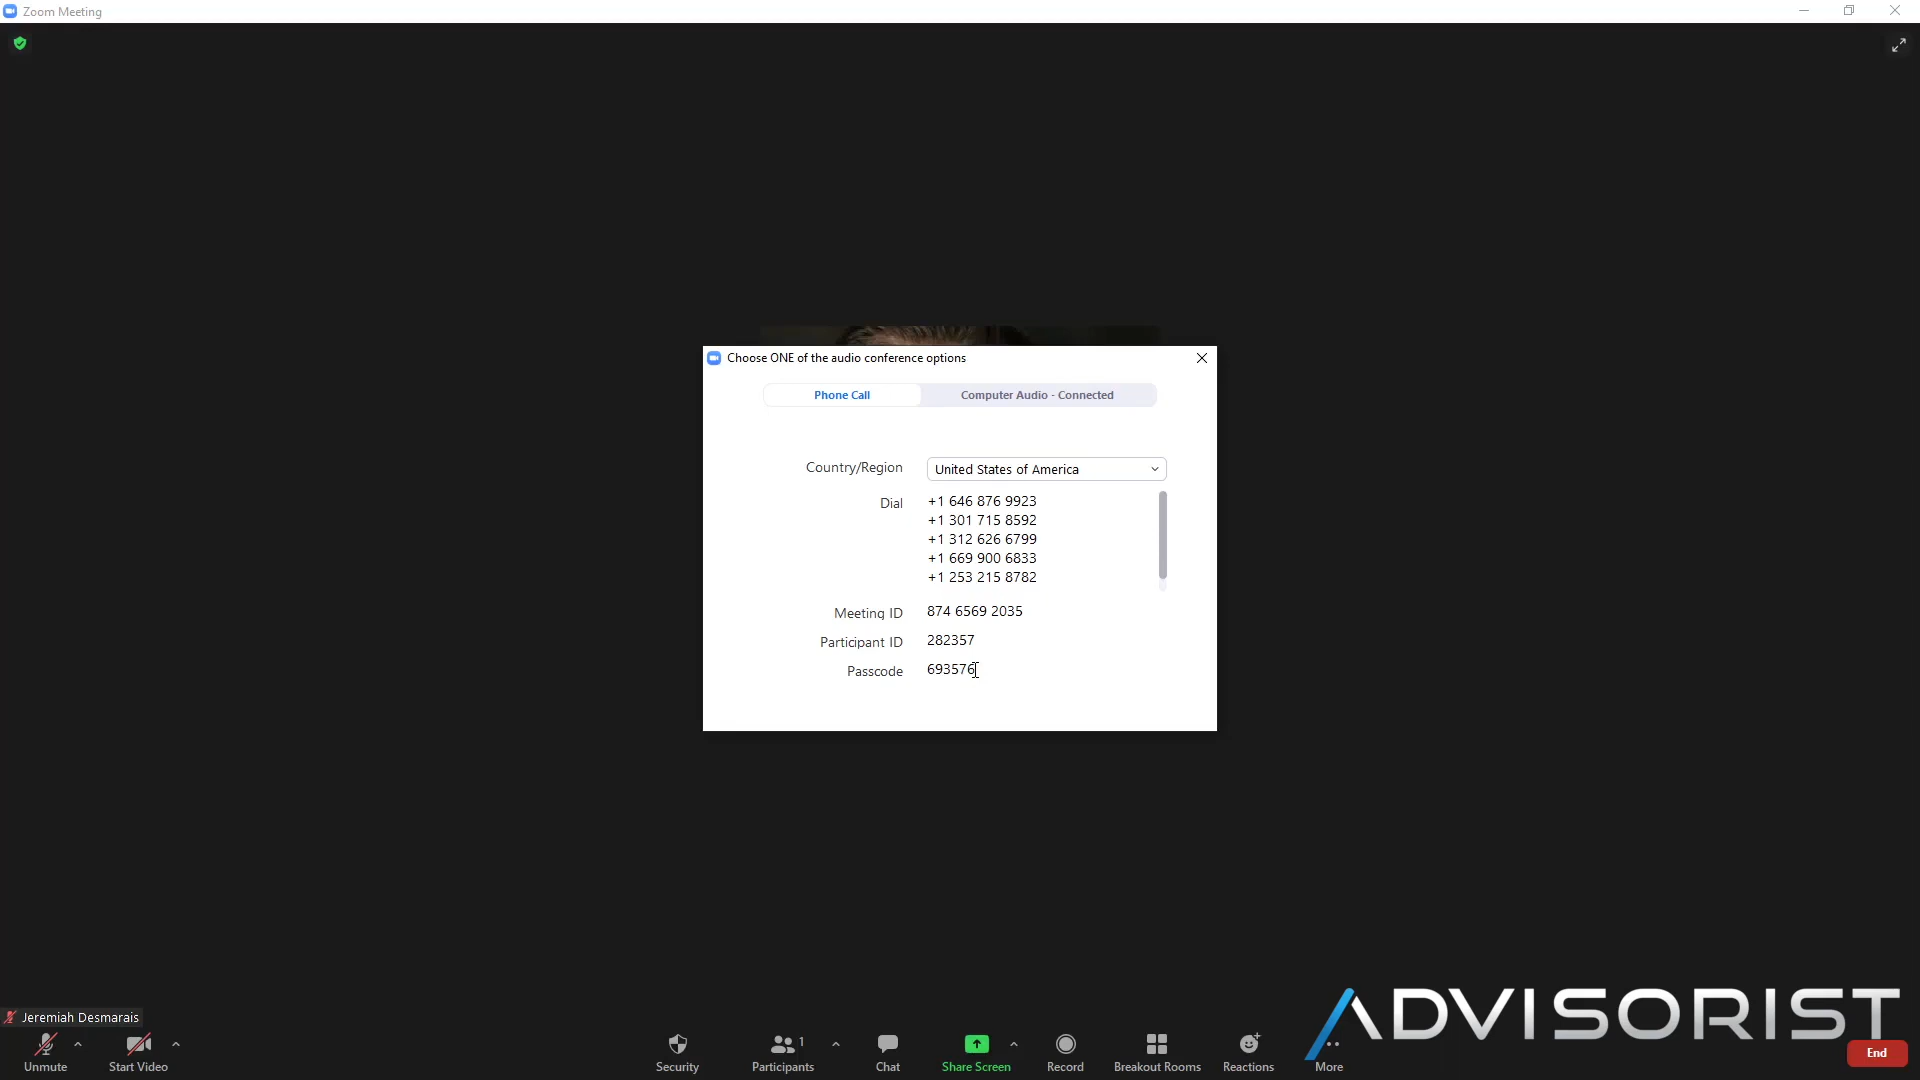 Zoom Meeting
Choose ONE of the audio conference options
Phone Call
Computer Audio - Connected
Country/Region
United States of America
Dial
+1 646 876 9923
+1 301 715 8592
+1 312 626 6799
+1 669 900 6833
+1 253 215 8782
Meeting ID
874 6569 2035
Participant ID
282357
Passcode
693576
ADVISORIST
Jeremiah Desmarais
Unmute
Start Video
Security
Participants
1
Chat
Share Screen
Record
Breakout Rooms
Reactions
More
End